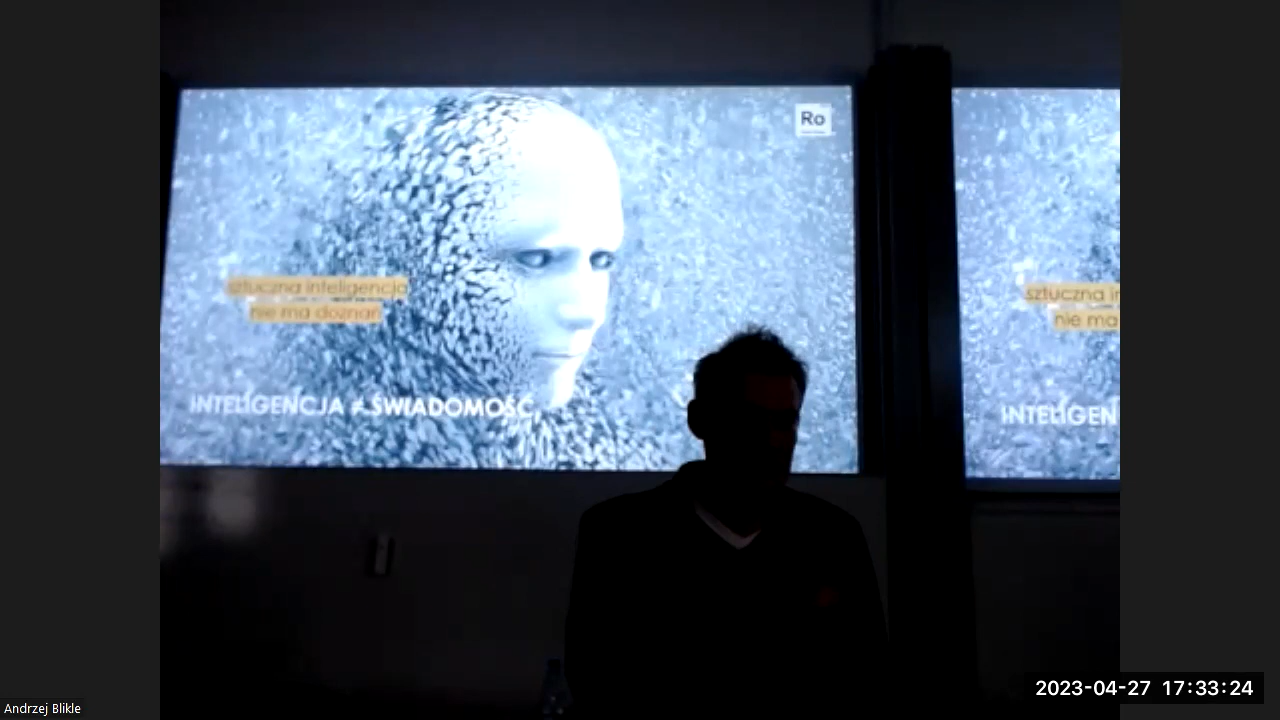 Ro
sztuczna inteligencja
nie ma doznań
INTELIGENCJA ≠ ŚWIADOMOŚĆ,
sztuczna in
nie ma
INTELIGEN
Andrzej Blikle
2023-04-27 17:33:24